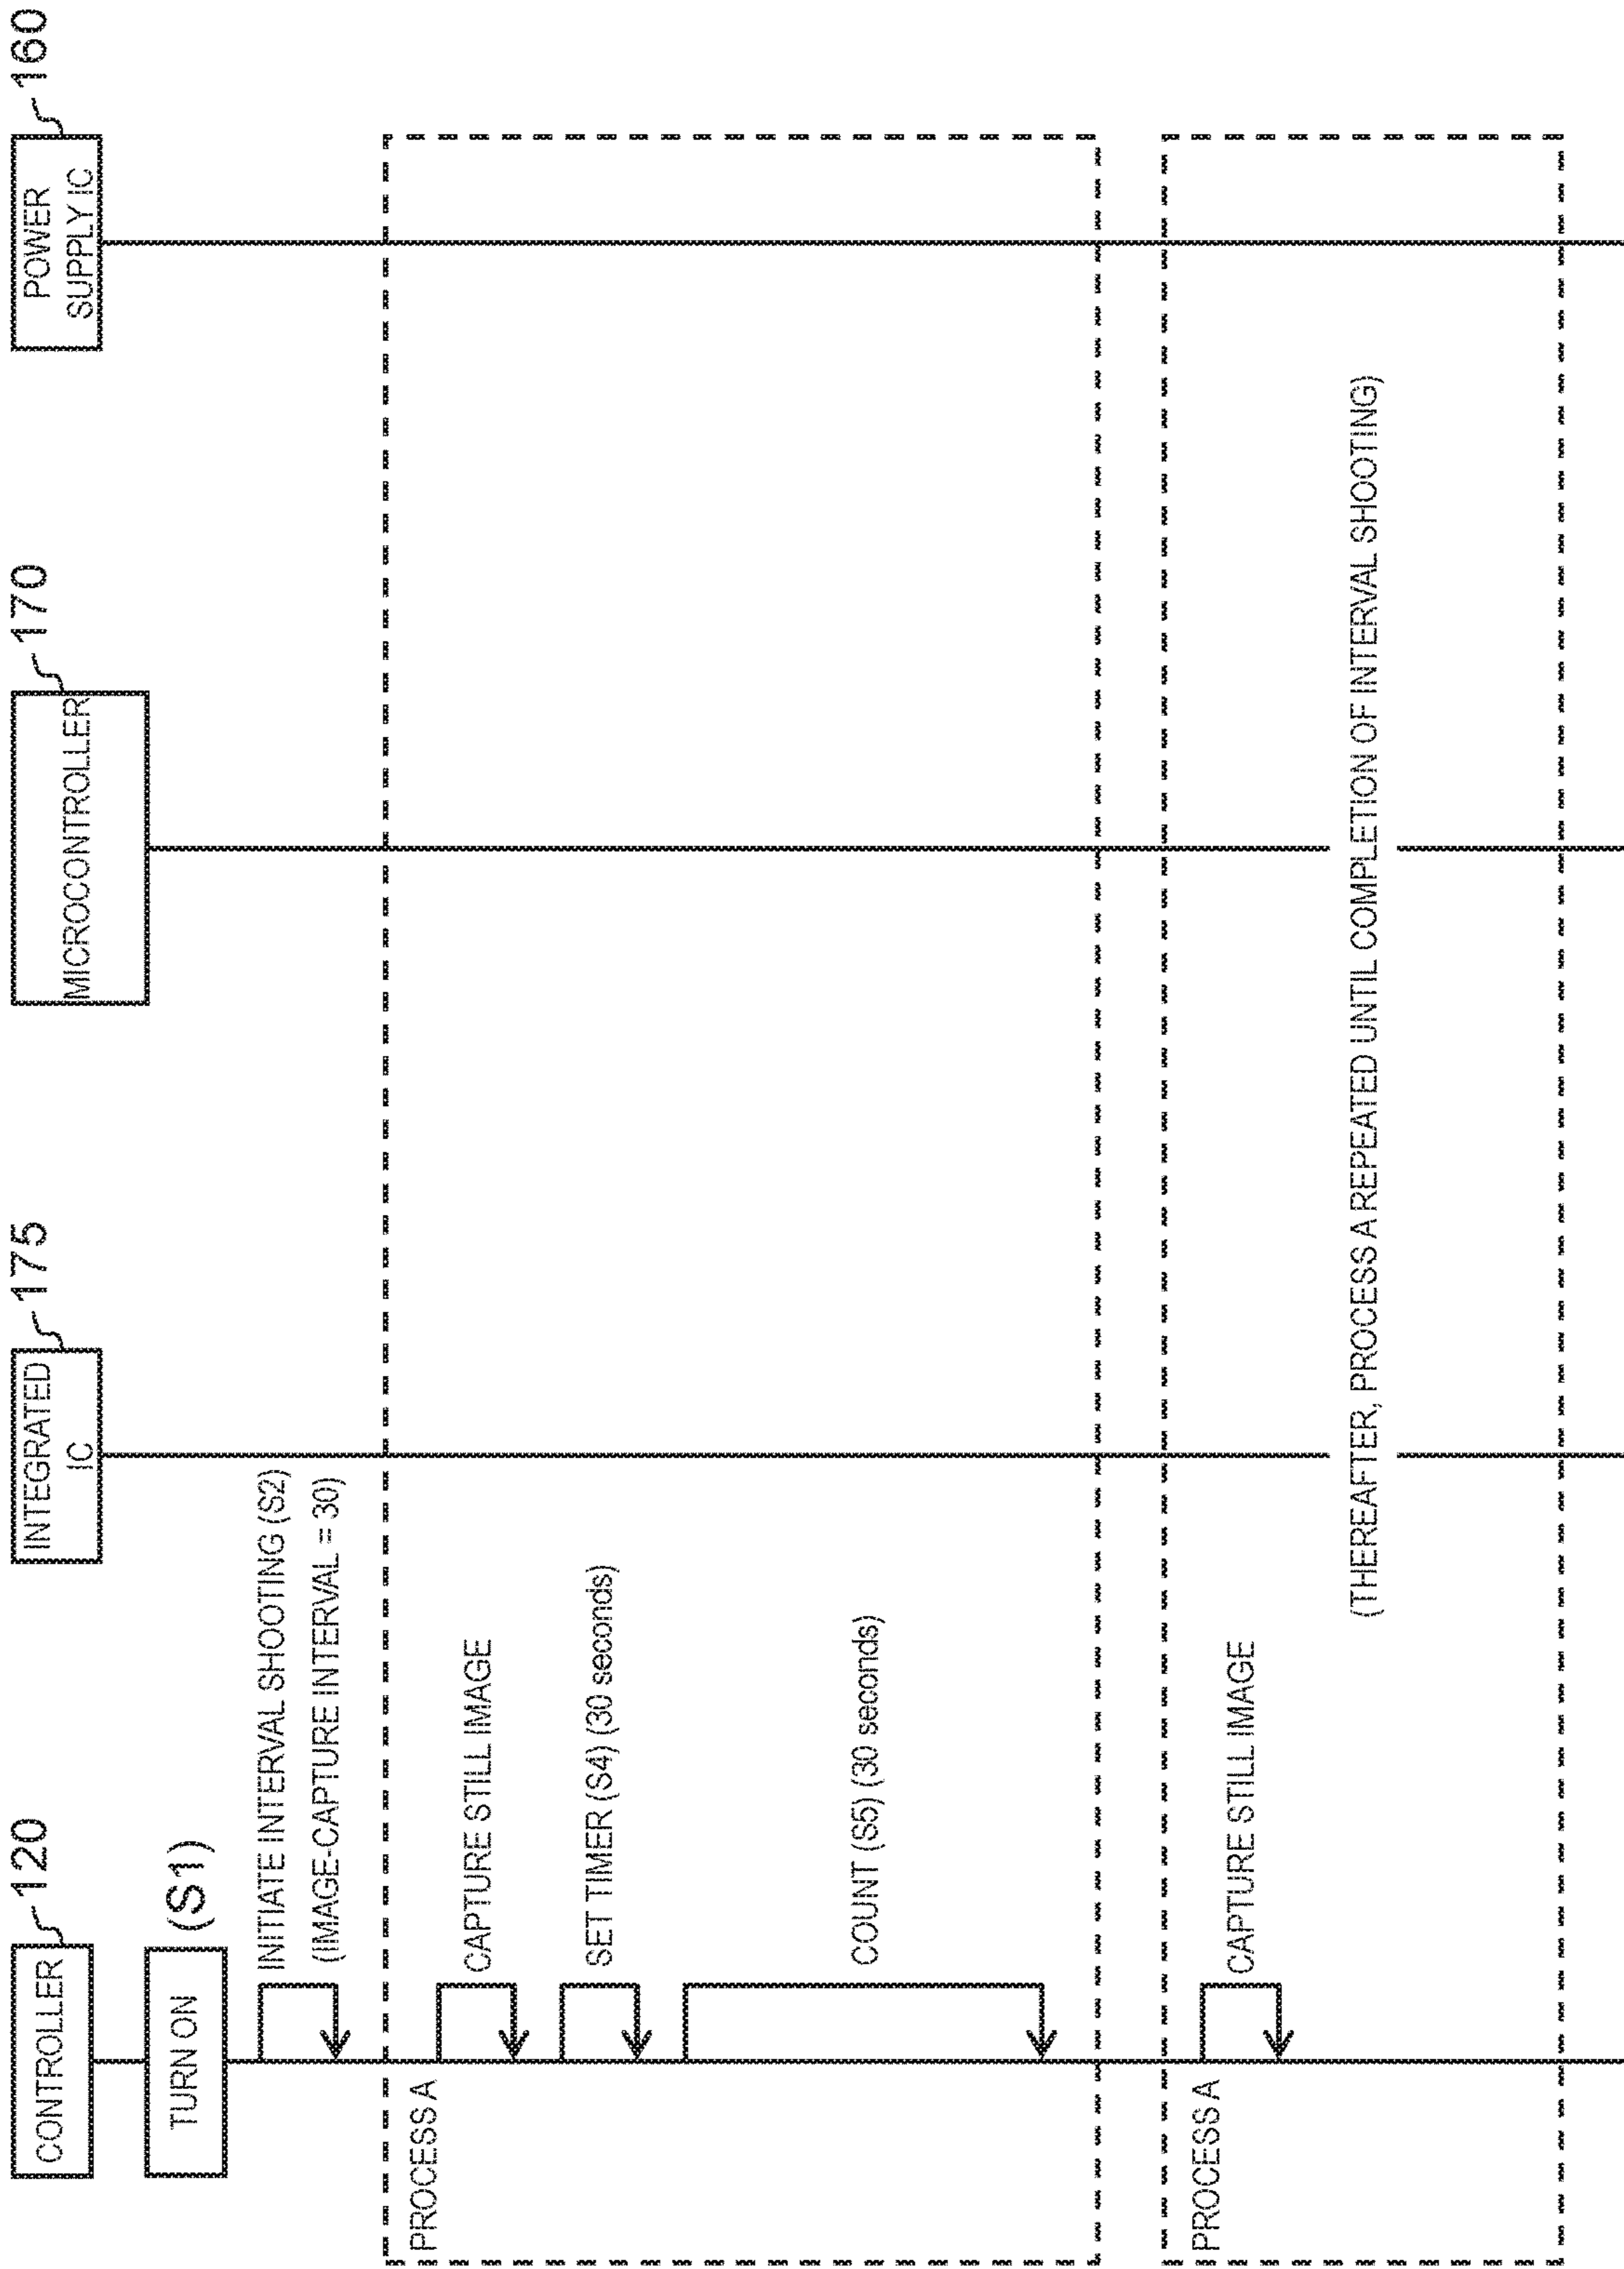 CONTROLLER
120
INTEGRATED
IC
175
MICROCONTROLLER
170
POWER
SUPPLY IC
160
TURN ON
(S1)
INITIATE INTERVAL SHOOTING (S2)
(IMAGE-CAPTURE INTERVAL = 30)
PROCESS A
CAPTURE STILL IMAGE
SET TIMER (S4) (30 seconds)
COUNT (S5) (30 seconds)
PROCESS A
CAPTURE STILL IMAGE
(THEREAFTER, PROCESS A REPEATED UNTIL COMPLETION OF INTERVAL SHOOTING)